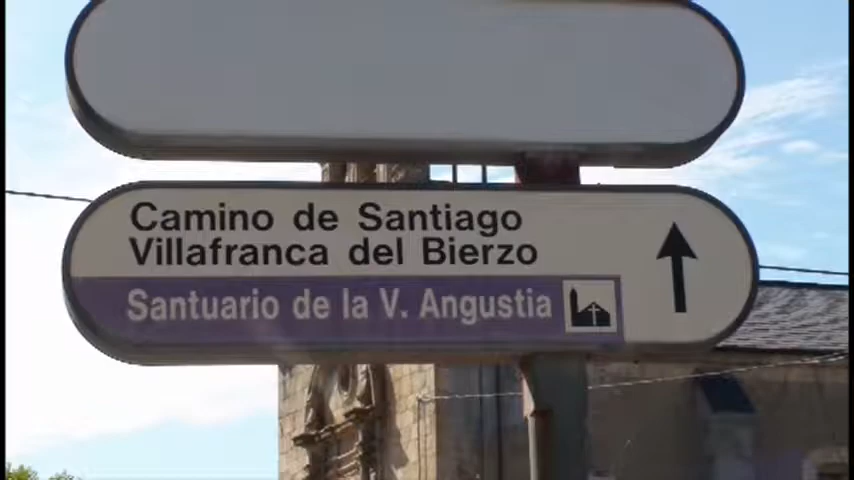 Camino de Santiago
Villafranca del Bierzo
Santuario de la V. Angustia